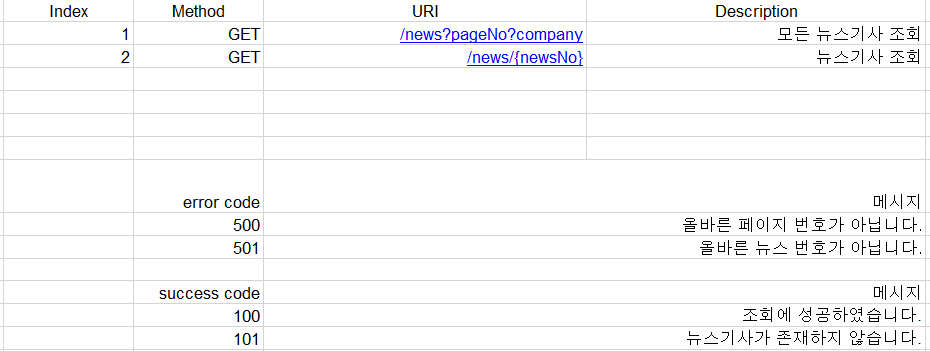 Index Method URI Description
1 GET /news?pageNo?company 모든 뉴스기사 조회
2 GET /news/{newsNo} 뉴스기사 조회
error code 메시지
500 올바른 페이지 번호가 아닙니다.
501 올바른 뉴스 번호가 아닙니다.
success code 메시지
100 조회에 성공하였습니다.
101 뉴스기사가 존재하지 않습니다.